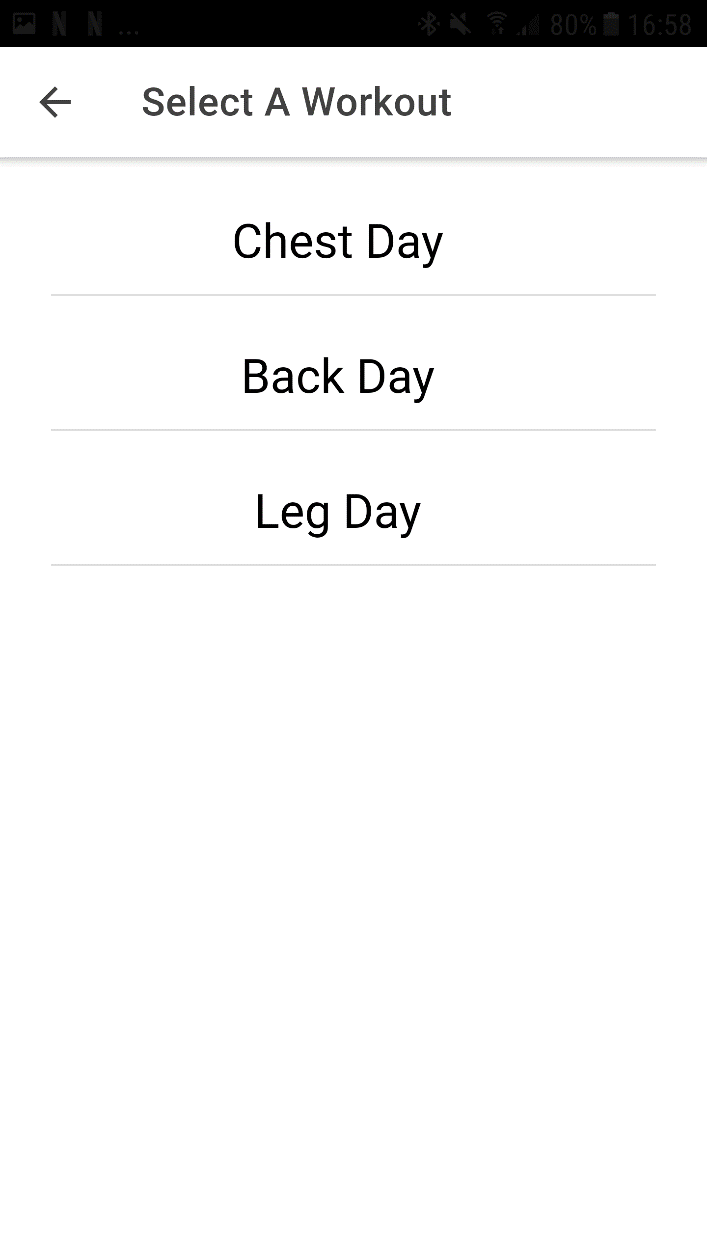 N N ... 80% 16:58
Select A Workout
Chest Day
Back Day
Leg Day